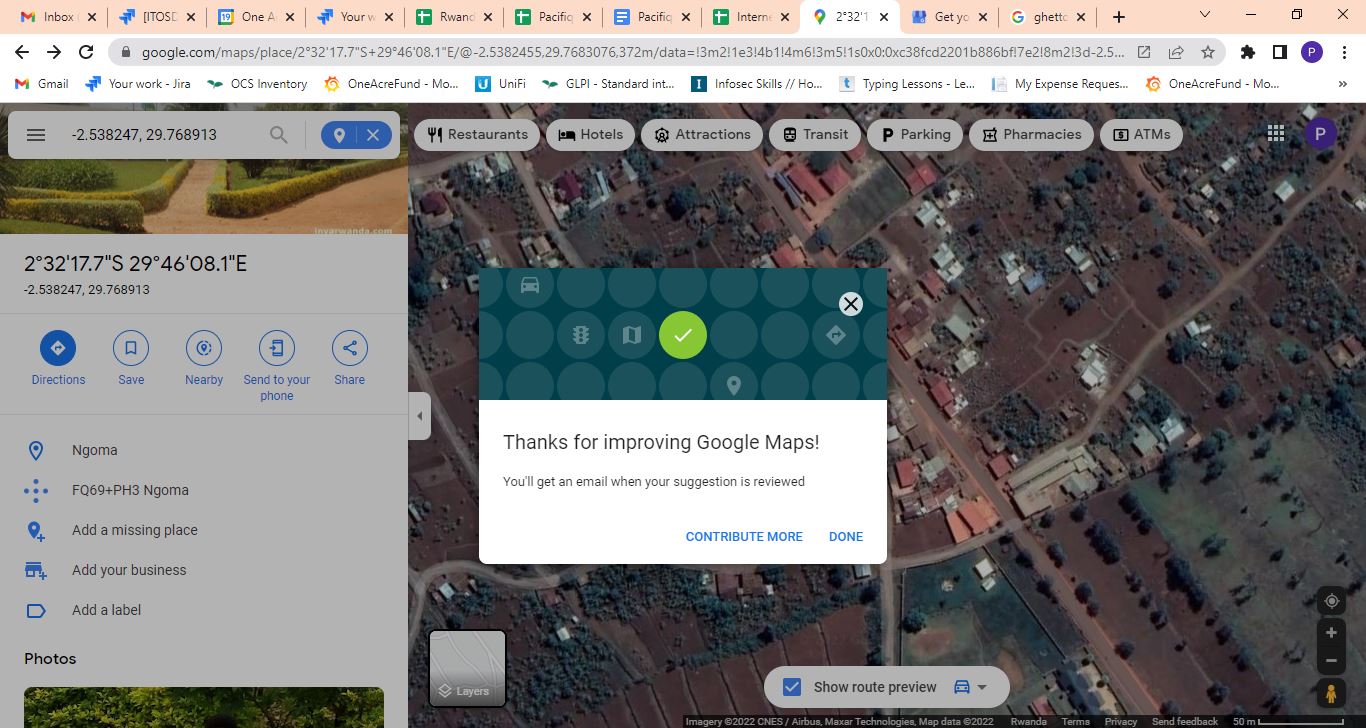 Inbox (
[ITOSD
One A
Your w
Rwand
Pacifiq
Pacifiq
Interne
2°32'1
Get yo
ghetto
google.com/maps/place/2°32'17.7"S+29°46'08.1"E/@-2.5382455,29.7683076,372m/data=!3m2!1e3!4b1!4m6!3m5!1s0x0:0xc38fcd2201b886bf!7e2!8m2!3d-2.5...
P
Gmail
Your work - Jira
OCS Inventory
OneAcreFund - Mo...
UniFi
GLPI - Standard int...
Infosec Skills // Ho...
Typing Lessons - Le...
My Expense Reques...
OneAcreFund - Mo...
»
-2.538247, 29.768913
Restaurants
Hotels
Attractions
Transit
Parking
Pharmacies
ATMs
P
inyarwanda.com
2°32'17.7"S 29°46'08.1"E
-2.538247, 29.768913
Directions
Save
Nearby
Send to your
phone
Share
Ngoma
FQ69+PH3 Ngoma
Add a missing place
Add your business
Add a label
Photos
Thanks for improving Google Maps!
You'll get an email when your suggestion is reviewed
CONTRIBUTE MORE
DONE
Layers
Show route preview
Imagery ©2022 CNES / Airbus, Maxar Technologies, Map data ©2022
Rwanda
Terms
Privacy
Send feedback
50 m